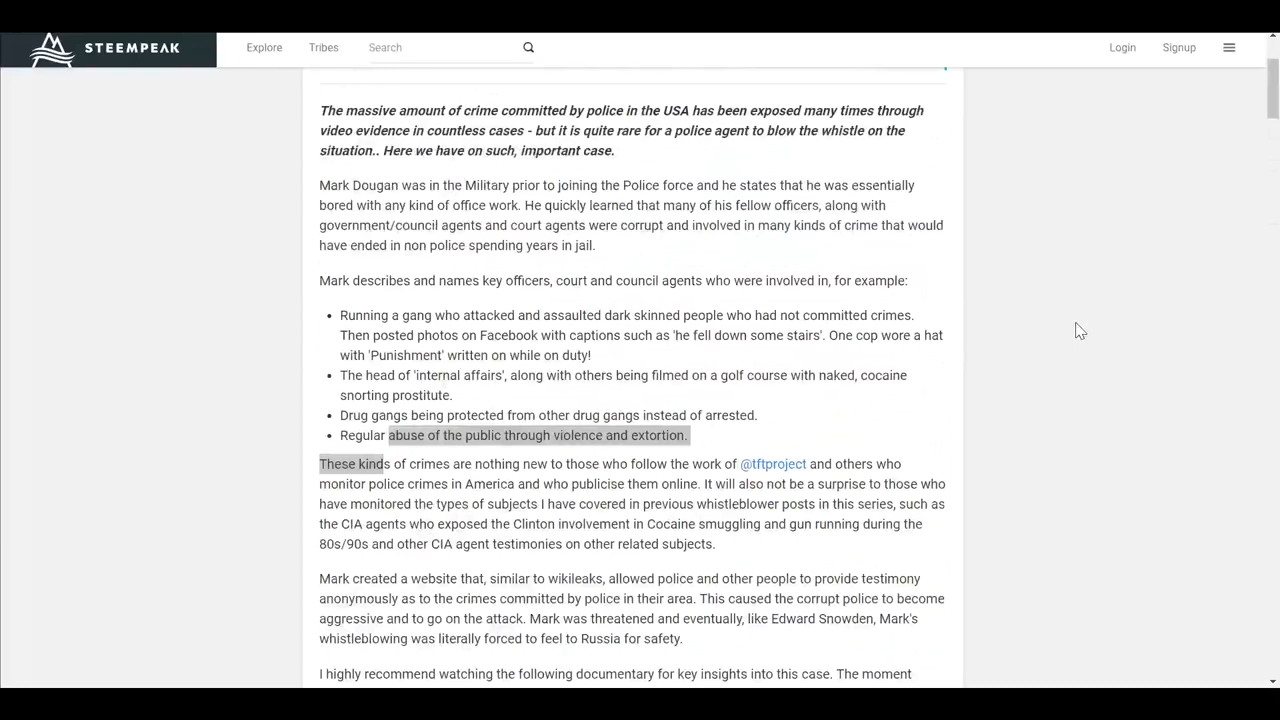 STEEMPEAK
Explore
Tribes
Search
Login
Signup
The massive amount of crime committed by police in the USA has been exposed many times through
video evidence in countless cases - but it is quite rare for a police agent to blow the whistle on the
situation.. Here we have on such, important case.
Mark Dougan was in the Military prior to joining the Police force and he states that he was essentially
bored with any kind of office work. He quickly learned that many of his fellow officers, along with
government/council agents and court agents were corrupt and involved in many kinds of crime that would
have ended in non police spending years in jail.
Mark describes and names key officers, court and council agents who were involved in, for example:
• Running a gang who attacked and assaulted dark skinned people who had not committed crimes.
Then posted photos on Facebook with captions such as 'he fell down some stairs'. One cop wore a hat
with 'Punishment' written on while on duty!
• The head of 'internal affairs', along with others being filmed on a golf course with naked, cocaine
snorting prostitute.
• Drug gangs being protected from other drug gangs instead of arrested.
• Regular abuse of the public through violence and extortion.
These kinds of crimes are nothing new to those who follow the work of @tftproject and others who
monitor police crimes in America and who publicise them online. It will also not be a surprise to those who
have monitored the types of subjects I have covered in previous whistleblower posts in this series, such as
the CIA agents who exposed the Clinton involvement in Cocaine smuggling and gun running during the
80s/90s and other CIA agent testimonies on other related subjects.
Mark created a website that, similar to wikileaks, allowed police and other people to provide testimony
anonymously as to the crimes committed by police in their area. This caused the corrupt police to become
aggressive and to go on the attack. Mark was threatened and eventually, like Edward Snowden, Mark's
whistleblowing was literally forced to feel to Russia for safety.
I highly recommend watching the following documentary for key insights into this case. The moment